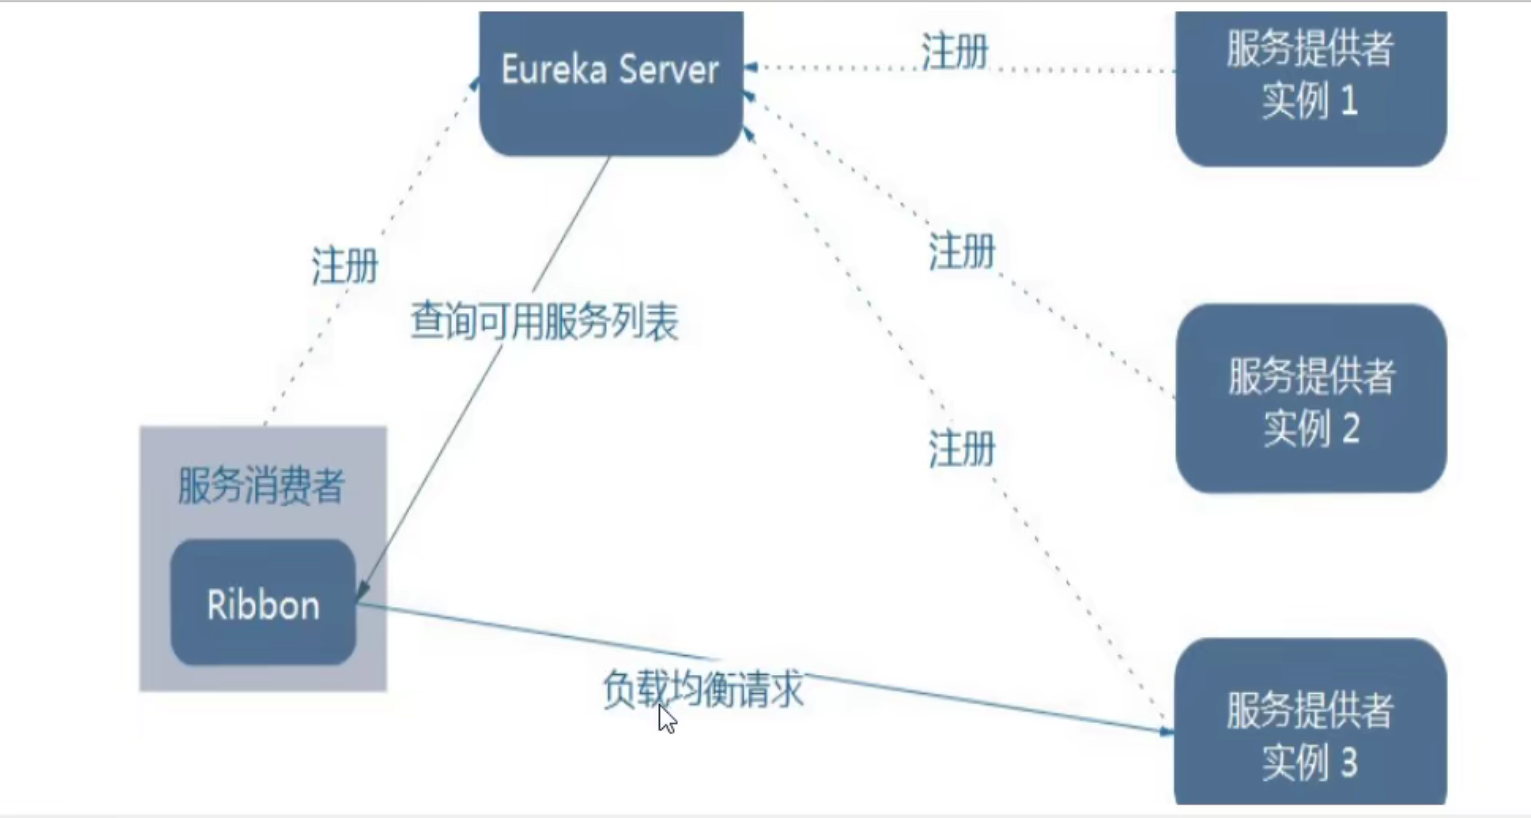 Eureka Server
注册
服务提供者
实例 1
注册
注册
查询可用服务列表
服务提供者
实例 2
注册
服务消费者
Ribbon
负载均衡请求
服务提供者
实例 3